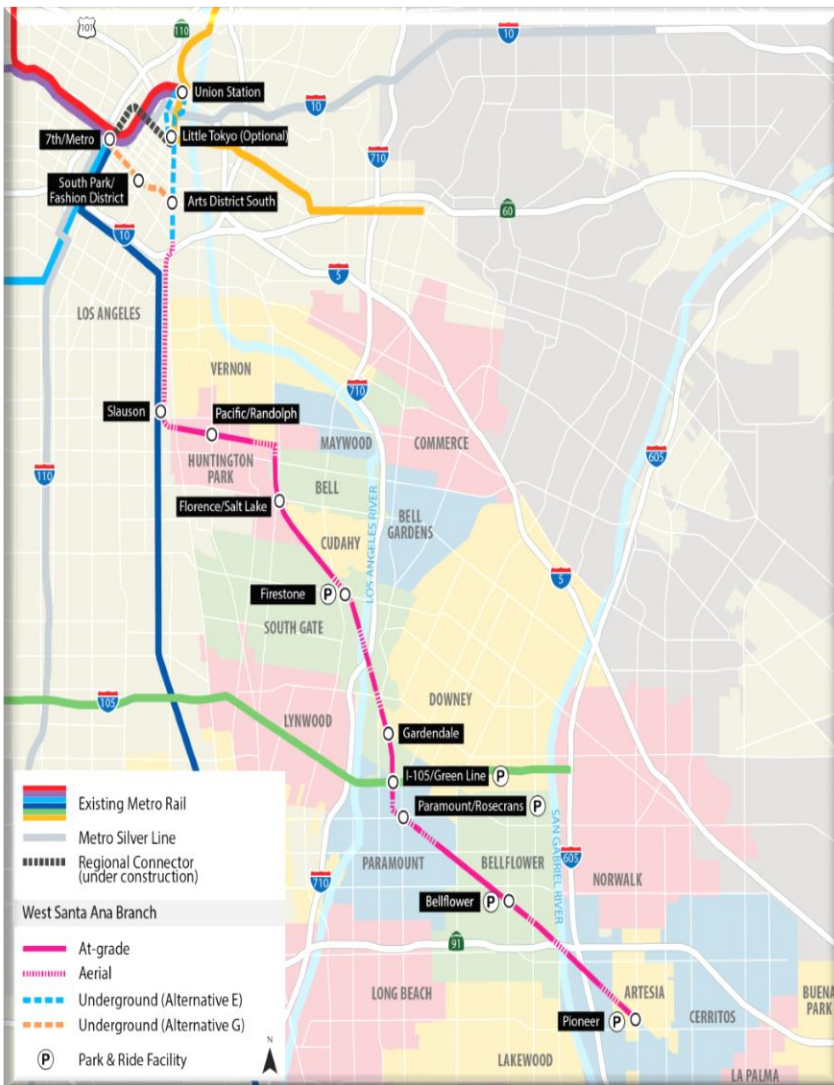 101
110
10
Union Station
10
7th/Metro
Little Tokyo (Optional)
710
South Park/
Fashion District
Arts District South
60
10
5
LOS ANGELES
VERNON
710
Slauson
Pacific/Randolph
MAYWOOD
COMMERCE
605
110
HUNTINGTON
PARK
BELL
Florence/Salt Lake
BELL
GARDENS
CUDAHY
LOS ANGELES RIVER
5
Firestone
P
SOUTH GATE
105
LYNWOOD
DOWNEY
Gardendale
I-105/Green Line
P
Paramount/Rosecrans
P
SAN GABRIEL RIVER
PARAMOUNT
BELLFLOWER
605
NORWALK
710
Bellflower
P
91
LONG BEACH
ARTESIA
BUENA
PARK
Pioneer
P
CERRITOS
LAKEWOOD
LA PALMA
Existing Metro Rail
Metro Silver Line
Regional Connector
(under construction)
West Santa Ana Branch
At-grade
Aerial
Underground (Alternative E)
Underground (Alternative G)
P
Park & Ride Facility
N